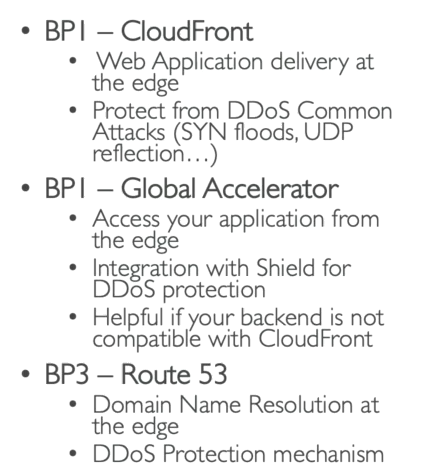 • BP1 – CloudFront
• Web Application delivery at
the edge
• Protect from DDoS Common
Attacks (SYN floods, UDP
reflection…)
• BP1 – Global Accelerator
• Access your application from
the edge
• Integration with Shield for
DDoS protection
• Helpful if your backend is not
compatible with CloudFront
• BP3 – Route 53
• Domain Name Resolution at
the edge
• DDoS Protection mechanism